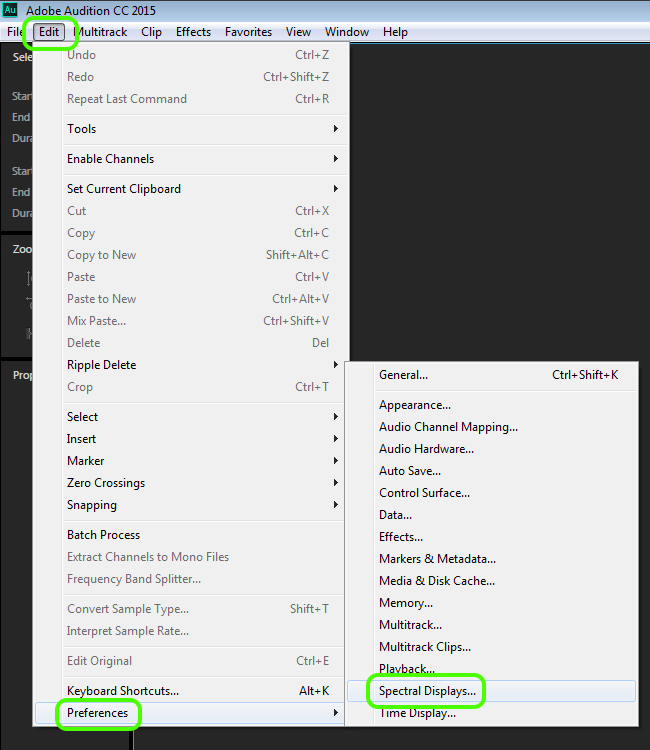 Au Adobe Audition CC 2015
File Edit Multitrack Clip Effects Favorites View Window Help
Undo Ctrl+Z
Redo Ctrl+Shift+Z
Repeat Last Command Ctrl+R
Tools
Enable Channels
Set Current Clipboard
Cut Ctrl+X
Copy Ctrl+C
Copy to New Shift+Alt+C
Paste Ctrl+V
Paste to New Ctrl+Alt+V
Mix Paste... Ctrl+Shift+V
Delete Del
Ripple Delete
Crop Ctrl+T
Select
Insert
Marker
Zero Crossings
Snapping
Batch Process
Extract Channels to Mono Files
Frequency Band Splitter...
Convert Sample Type... Shift+T
Interpret Sample Rate...
Edit Original Ctrl+E
Keyboard Shortcuts... Alt+K
Preferences
General... Ctrl+Shift+K
Appearance...
Audio Channel Mapping...
Audio Hardware...
Auto Save...
Control Surface...
Data...
Effects...
Markers & Metadata...
Media & Disk Cache...
Memory...
Multitrack...
Multitrack Clips...
Playback...
Spectral Displays...
Time Display...
Sele
Start
End
Dura
Start
End
Dura
Zoo
Prop